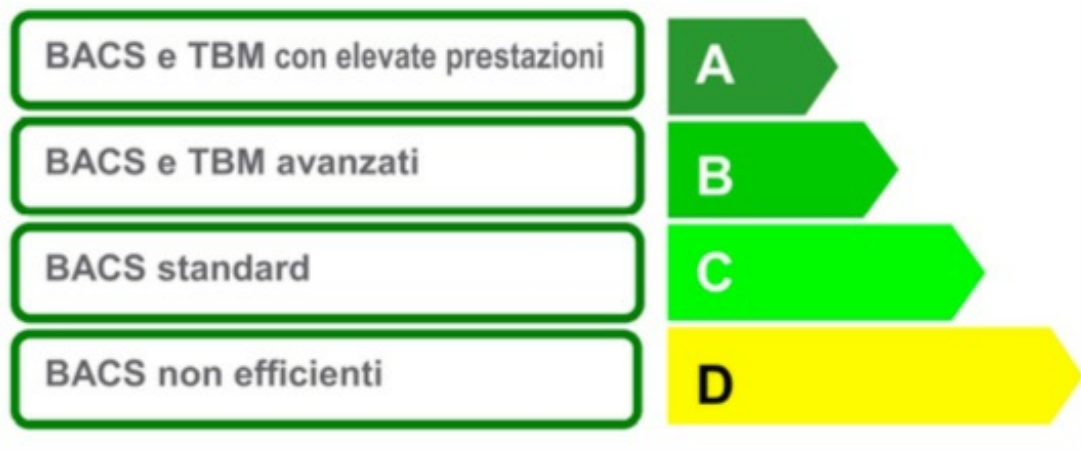 BACS e TBM con elevate prestazioni
A
BACS e TBM avanzati
B
BACS standard
C
BACS non efficienti
D